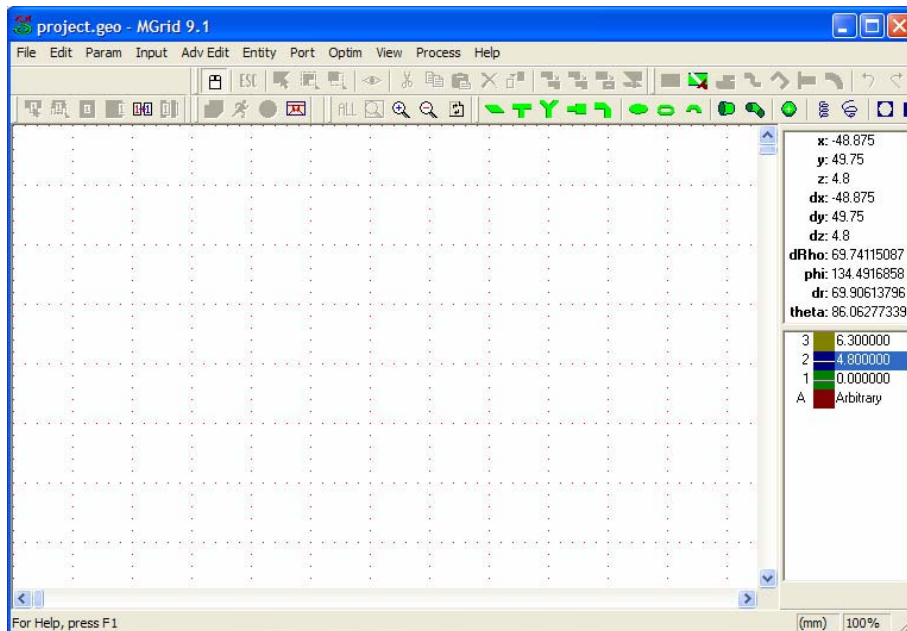 project.geo - MGrid 9.1
File Edit Param Input Adv Edit Entity Port Optim View Process Help
ESC
ALL
x: -48.875
y: 49.75
z: 4.8
dx: -48.875
dy: 49.75
dz: 4.8
dRho: 69.74115087
phi: 134.4916858
dr: 69.90613796
theta: 86.06277339
3 6.300000
2 4.800000
1 0.000000
A Arbitrary
For Help, press F1 (mm) 100%